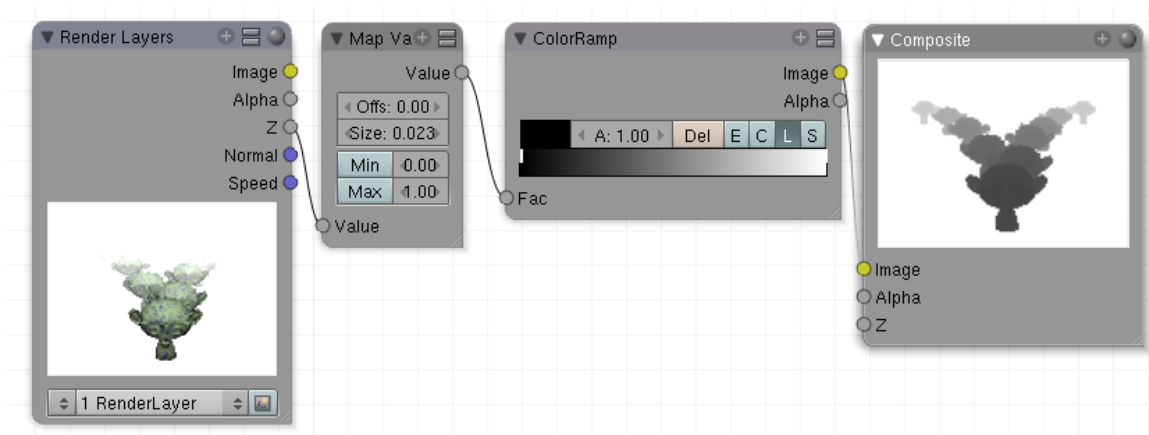 Render Layers
Image
Alpha
Z
Normal
Speed
1 RenderLayer
Map Va
Value
Offs: 0.00
Size: 0.023
Min 0.00
Max 1.00
Value
ColorRamp
Image
Alpha
A: 1.00 Del E C L S
Fac
Composite
Image
Alpha
Z